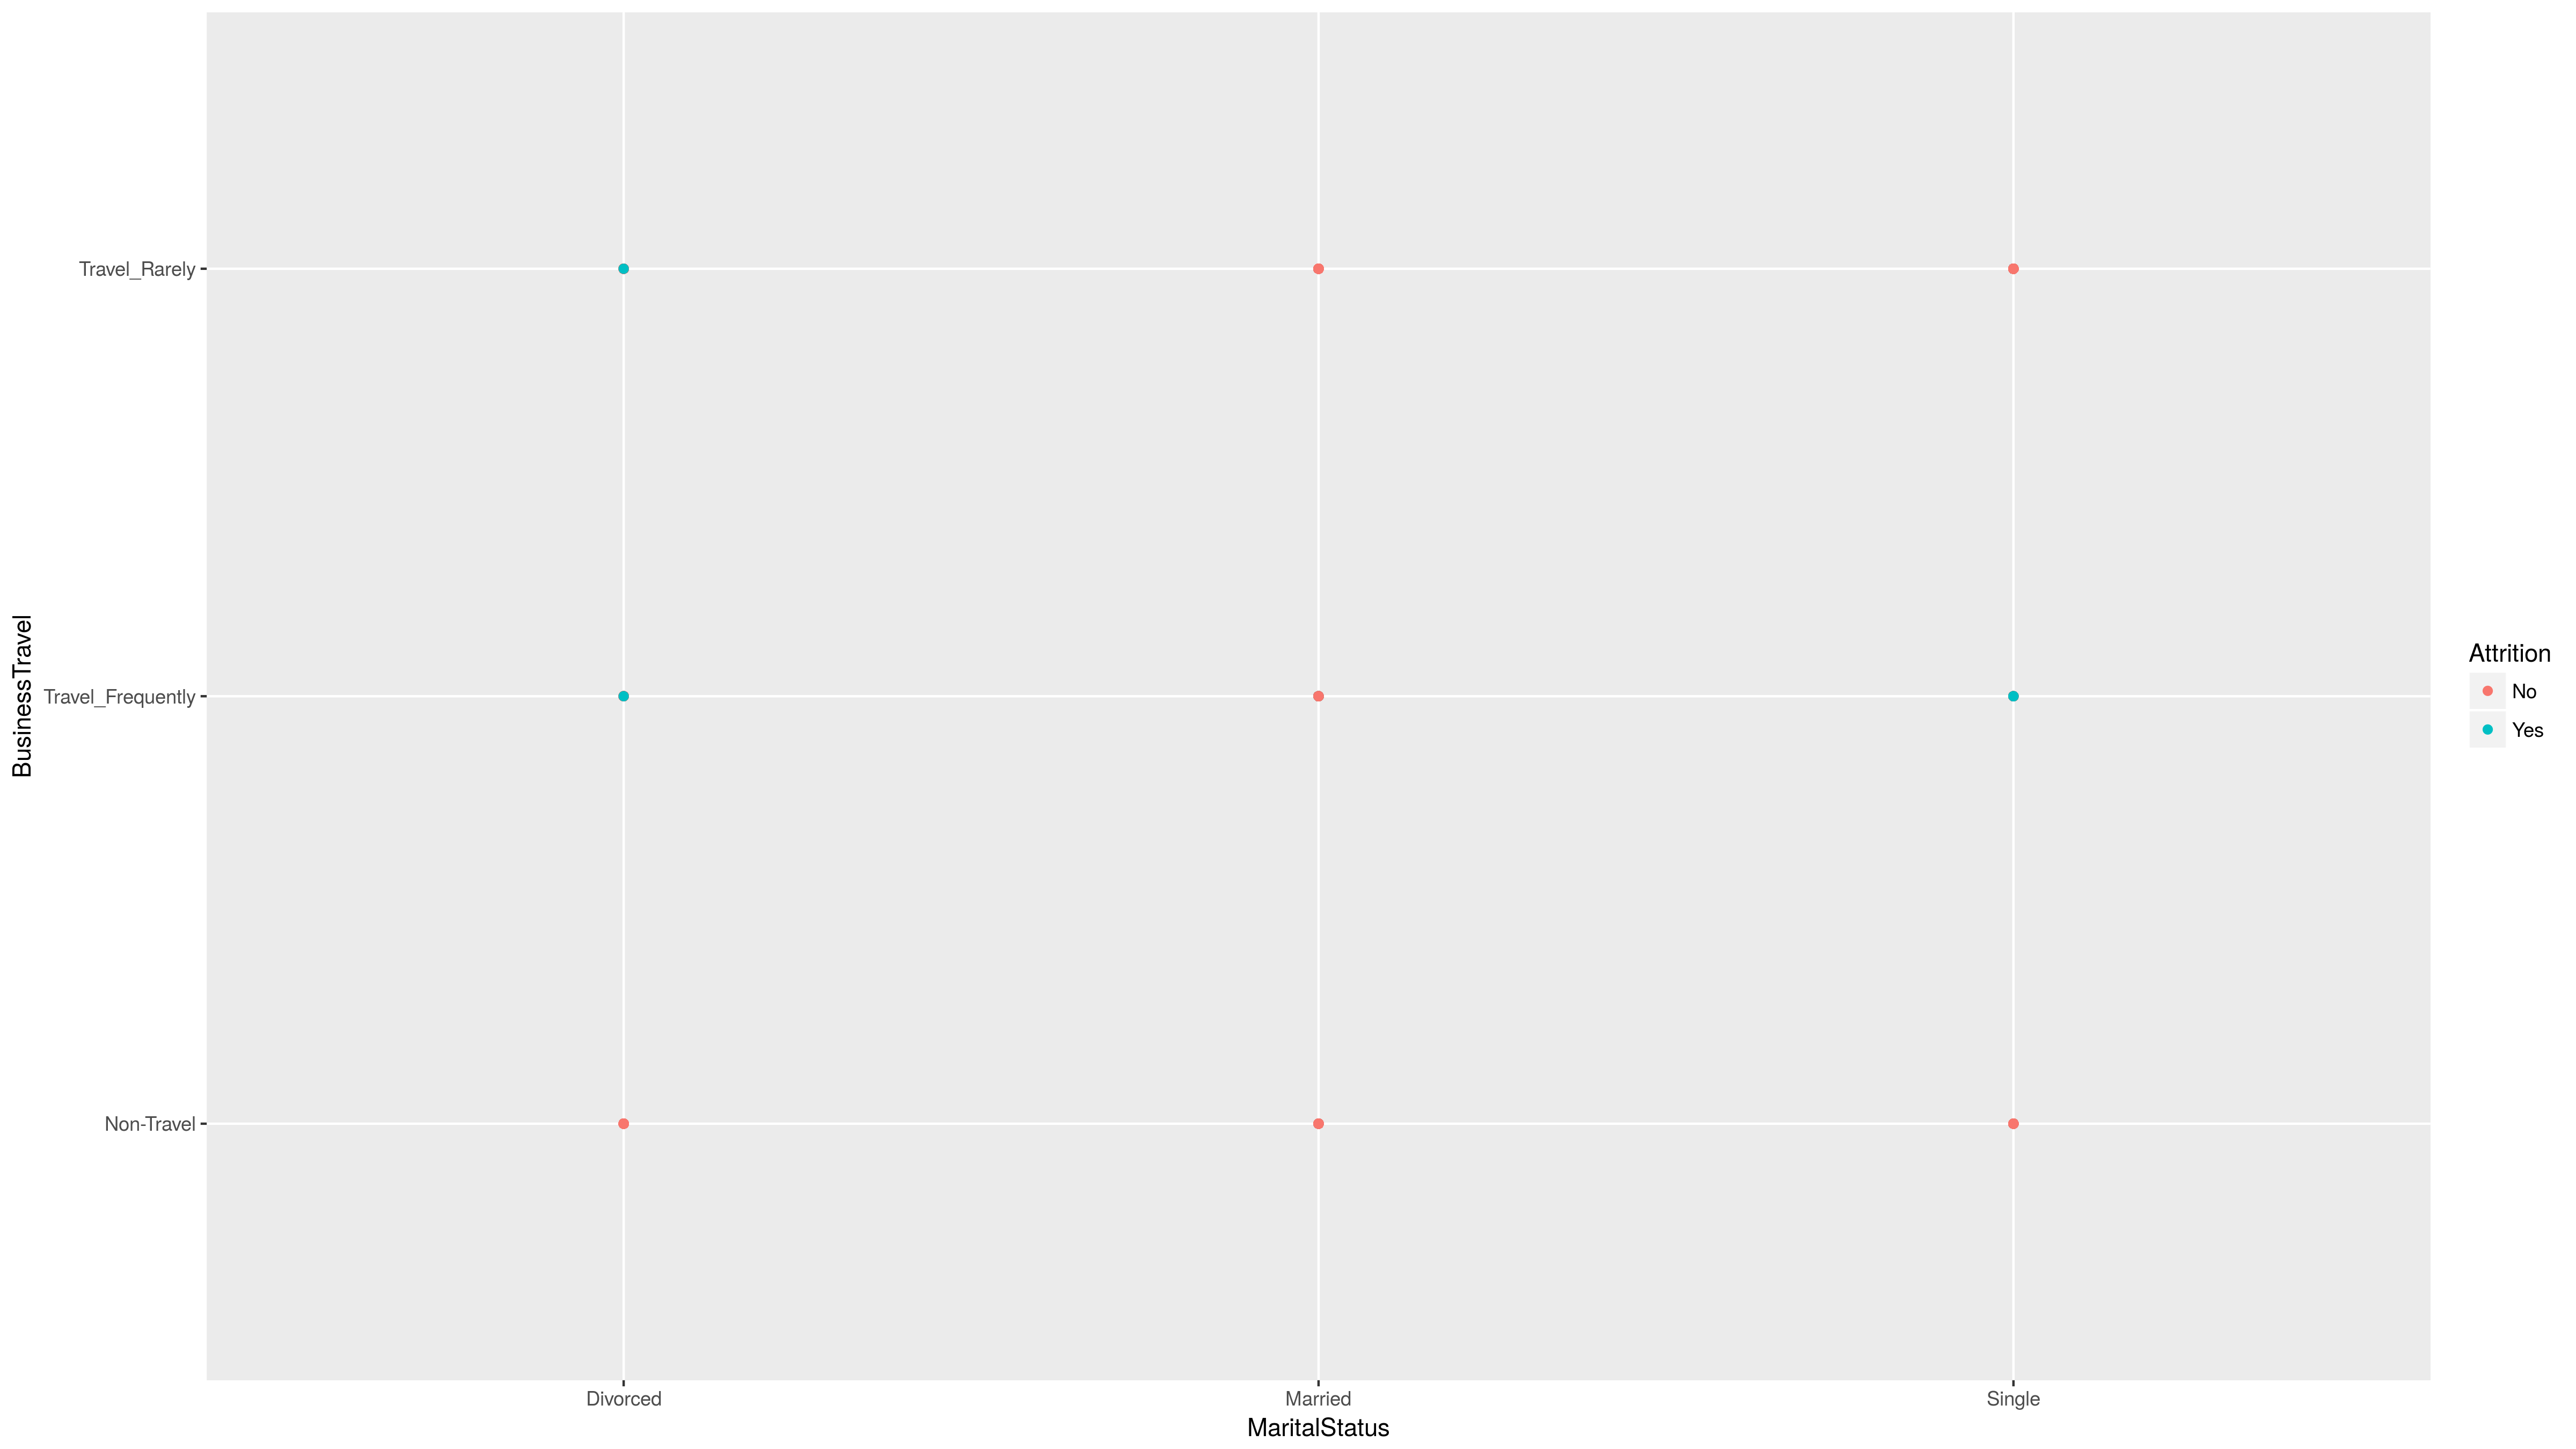 BusinessTravel
Travel_Rarely
Travel_Frequently
Non-Travel
Divorced
Married
Single
MaritalStatus
Attrition
No
Yes